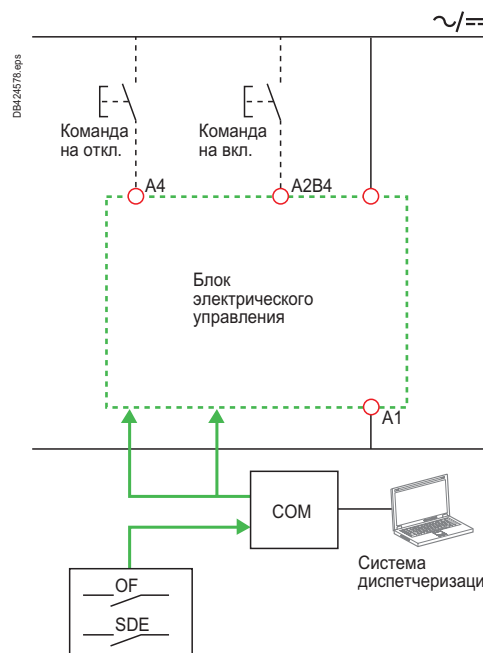 ~/==
DB424578.eps
Команда
на откл.
Команда
на вкл.
A4
A2B4
Блок
электрического
управления
A1
COM
Система
диспетчеризаци
OF
SDE